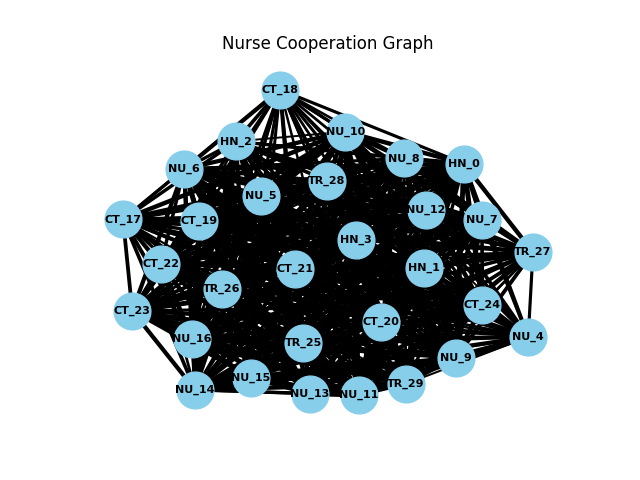 Nurse Cooperation Graph
CT_18
NU_10
HN_2
NU_8
HN_0
NU_6
TR_28
NU_5
NU_12
CT_17
CT_19
NU_7
HN_3
TR_27
CT_22
CT_21
HN_1
TR_26
CT_24
CT_23
CT_20
NU_4
NU_16
TR_25
NU_9
NU_15
TR_29
NU_14
NU_13
NU_11